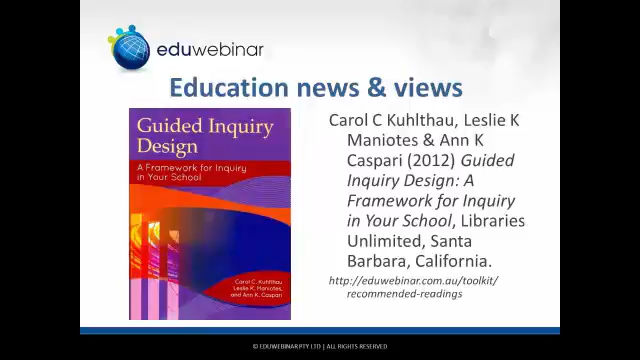 eduwebinar
Education news & views
Guided Inquiry
Design
A Framework for Inquiry
in Your School
Carol C. Kuhlthau
Leslie K. Maniotes,
and Ann K. Caspari
Carol C Kuhlthau, Leslie K
Maniotes & Ann K
Caspari (2012) Guided
Inquiry Design: A
Framework for Inquiry
in Your School, Libraries
Unlimited, Santa
Barbara, California.
http://eduwebinar.com.au/toolkit/
recommended-readings
© EDUWEBINAR PTY LTD | ALL RIGHTS RESERVED